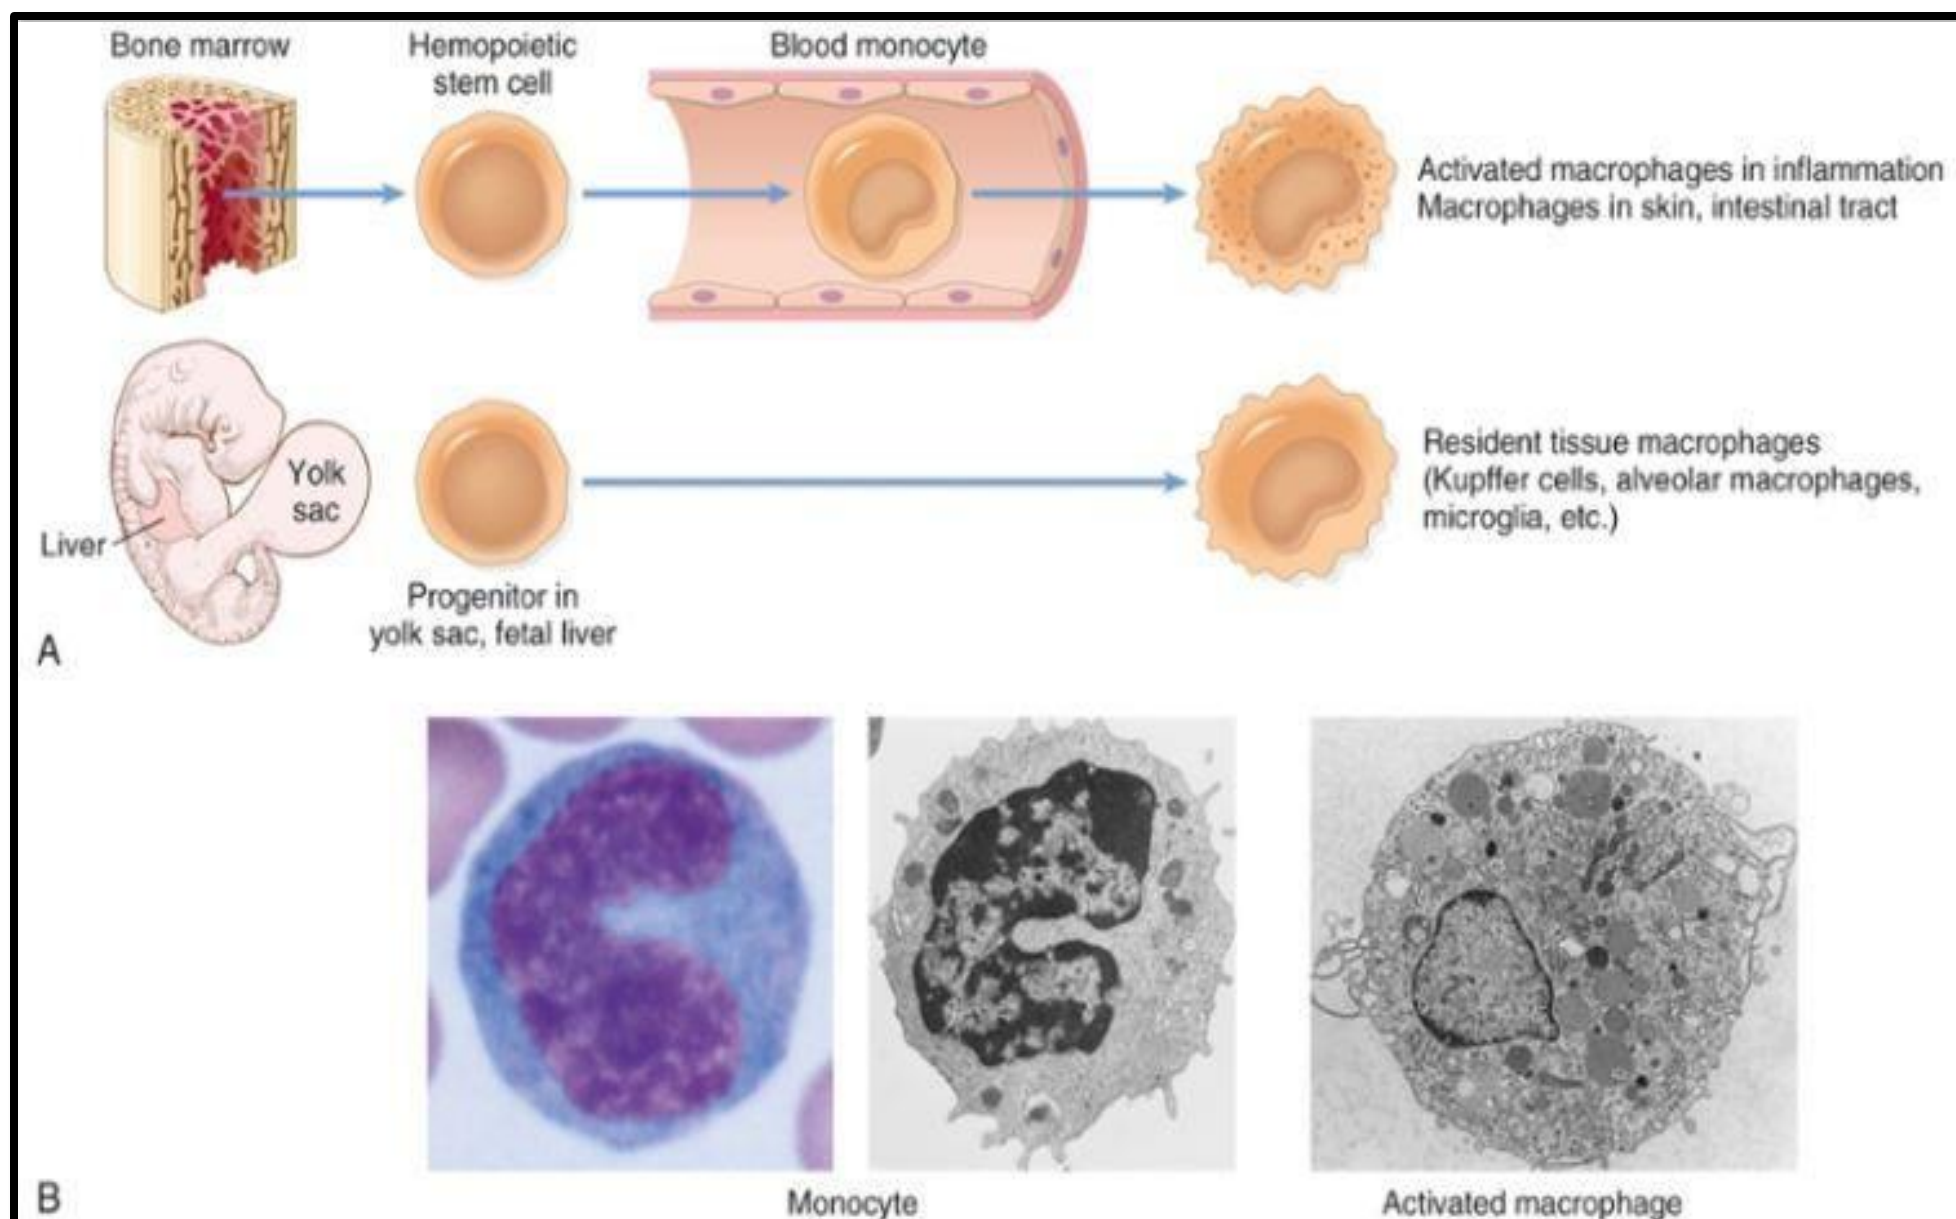 Bone marrow
Hemopoietic
stem cell
Blood monocyte
Activated macrophages in inflammation
Macrophages in skin, intestinal tract
Yolk
sac
Liver
Progenitor in
yolk sac, fetal liver
Resident tissue macrophages
(Kupffer cells, alveolar macrophages,
microglia, etc.)
A
B
Monocyte
Activated macrophage